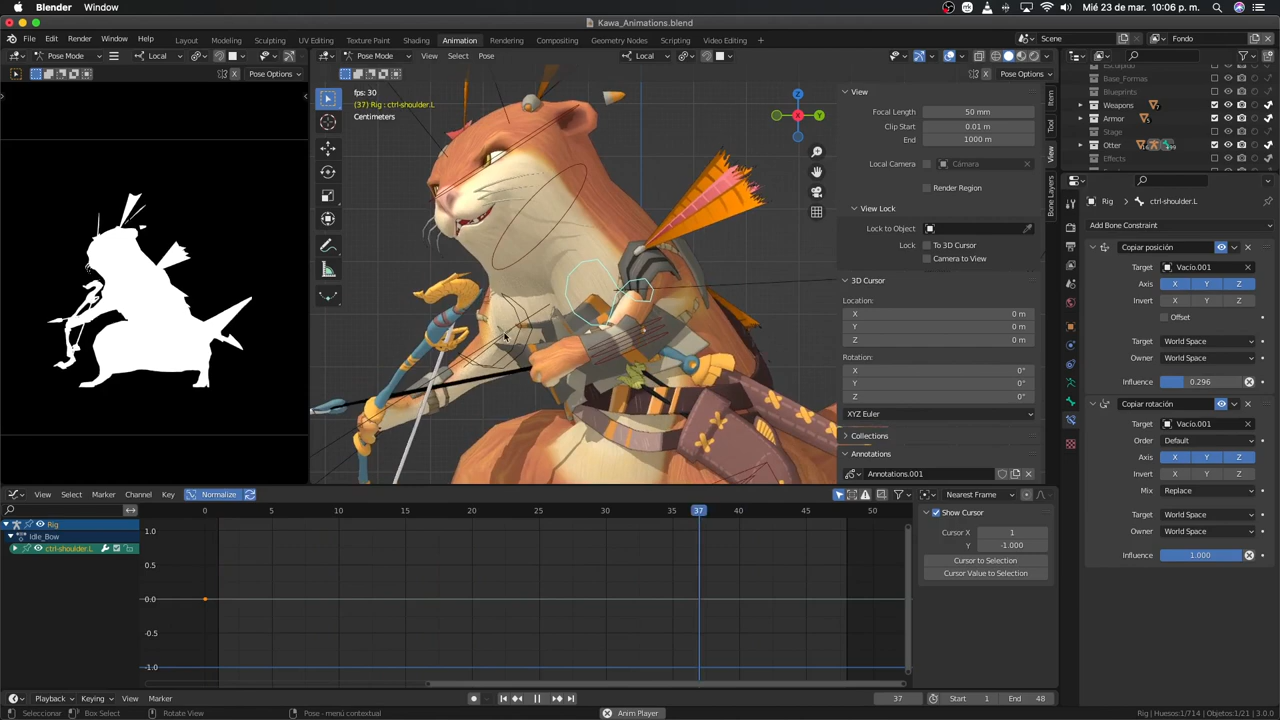 Blender Window
Mié 23 de mar. 10:06 p. m.
Kawa_Animations.blend
File Edit Render Window Help
Layout Modeling Sculpting UV Editing Texture Paint Shading Animation Rendering Compositing Geometry Nodes Scripting Video Editing +
Scene
Fondo
Pose Mode
Local
Pose Mode View Select Pose
Local
Pose Options
Pose Options
fps: 30
(37) Rig : ctrl-shoulder.L
Centimeters
Z
X
Y
View
Focal Length 50 mm
Clip Start 0.01 m
End 1000 m
Local Camera Cámara
Render Region
View Lock
Lock to Object
Lock To 3D Cursor
Camera to View
3D Cursor
Location:
X 0 m
Y 0 m
Z 0 m
Rotation:
X 0°
Y 0°
Z 0°
XYZ Euler
Collections
Annotations
Annotations.001
Item
Tool
View
Bone Layers
Base_Formas
Blueprints
Weapons
Armor
Stage
Otter
Effects
Rig
ctrl-shoulder.L
Add Bone Constraint
Copiar posición
Target Vacío.001
Axis X Y Z
Invert X Y Z
Offset
Target World Space
Owner World Space
Influence 0.296
Copiar rotación
Target Vacío.001
Order Default
Axis X Y Z
Invert X Y Z
Mix Replace
Target World Space
Owner World Space
Influence 1.000
View Select Marker Channel Key Normalize
Nearest Frame
0 5 10 15 20 25 30 35 37 40 45 50
Rig
Idle_Bow
ctrl-shoulder.L
1.0
0.5
0.0
-0.5
-1.0
Show Cursor
Cursor X 1
Y -1.000
Cursor to Selection
Cursor Value to Selection
Playback Keying View Marker
37
Start 1
End 48
Seleccionar
Box Select
Rotate View
Pose - menú contextual
Anim Player
Rig | Huesos:1/714 | Objetos:1/21 | 3.0.0